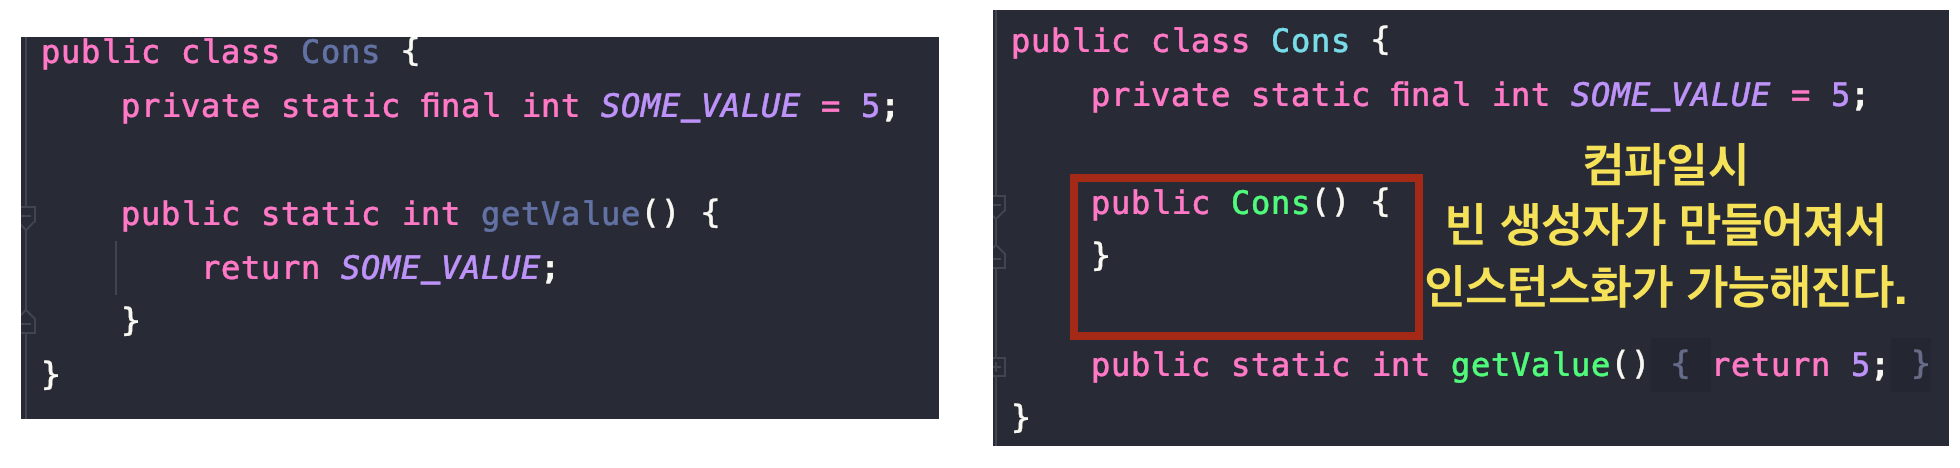 public class Cons {
private static final int SOME_VALUE = 5;
public static int getValue() {
return SOME_VALUE;
}
}
public class Cons {
private static final int SOME_VALUE = 5;
public Cons() {
}
컴파일시
빈 생성자가 만들어져서
인스턴스화가 가능해진다.
public static int getValue() { return 5; }
}